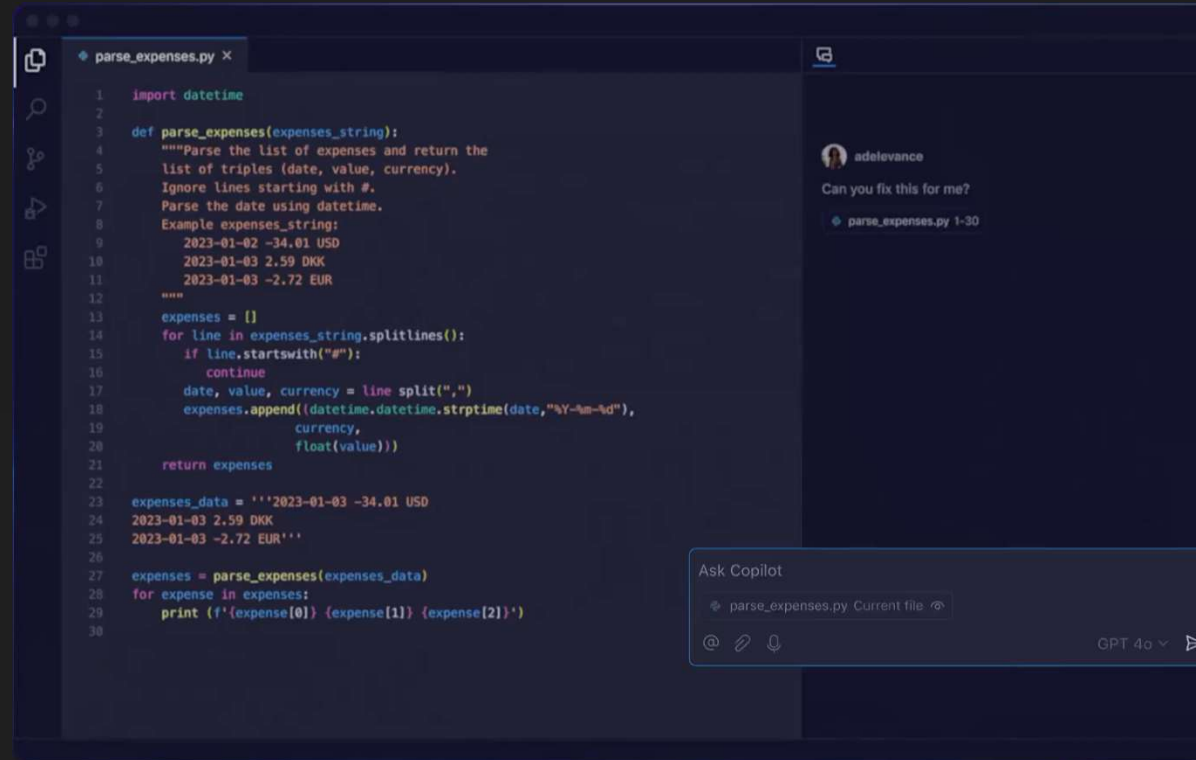 parse_expenses.py ×
1 import datetime
2
3 def parse_expenses(expenses_string):
4 """Parse the list of expenses and return the
5 list of triples (date, value, currency).
6 Ignore lines starting with #.
7 Parse the date using datetime.
8 Example expenses_string:
9 2023-01-02 -34.01 USD
10 2023-01-03 2.59 DKK
11 2023-01-03 -2.72 EUR
12 """
13 expenses = []
14 for line in expenses_string.splitlines():
15 if line.startswith("#"):
16 continue
17 date, value, currency = line split(",")
18 expenses.append((datetime.datetime.strptime(date,"%Y-%m-%d"),
19 currency,
20 float(value)))
21 return expenses
22
23 expenses_data = '''2023-01-03 -34.01 USD
24 2023-01-03 2.59 DKK
25 2023-01-03 -2.72 EUR'''
26
27 expenses = parse_expenses(expenses_data)
28 for expense in expenses:
29 print (f'{expense[0]} {expense[1]} {expense[2]}')
30
adelevance
Can you fix this for me?
parse_expenses.py 1-30
Ask Copilot
parse_expenses.py Current file
@
GPT 4o